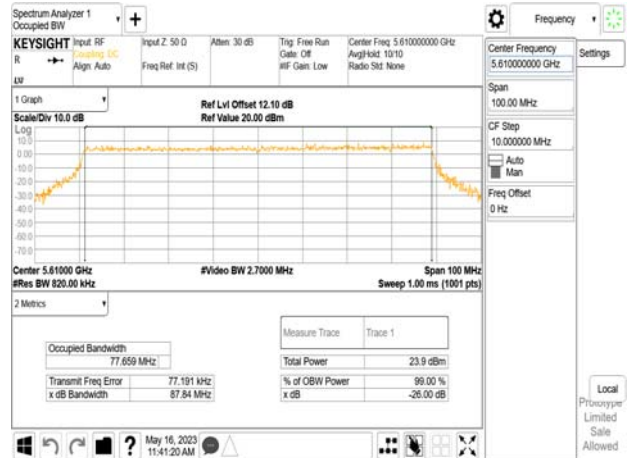 Spectrum Analyzer 1
Occupied BW
Frequency
KEYSIGHT
R
LXI
Input: RF
Coupling: DC
Align: Auto
Input Z: 50 Ω
Freq Ref: Int (S)
Atten: 30 dB
Trig: Free Run
Gate: Off
#IF Gain: Low
Center Freq: 5.610000000 GHz
Avg|Hold: 10/10
Radio Std: None
Center Frequency
5.610000000 GHz
Settings
Span
100.00 MHz
CF Step
10.000000 MHz
Auto
Man
Freq Offset
0 Hz
1 Graph
Scale/Div 10.0 dB
Ref Lvl Offset 12.10 dB
Ref Value 20.00 dBm
Log
10.0
0.00
-10.0
-20.0
-30.0
-40.0
-50.0
-60.0
-70.0
Center 5.61000 GHz
#Res BW 820.00 kHz
#Video BW 2.7000 MHz
Span 100 MHz
Sweep 1.00 ms (1001 pts)
2 Metrics
Measure Trace Trace 1
Occupied Bandwidth
77.659 MHz
Total Power 23.9 dBm
Transmit Freq Error 77.191 kHz
% of OBW Power 99.00 %
x dB Bandwidth 87.84 MHz
x dB -26.00 dB
Local
Prototype
Limited
Sale
Allowed
?
May 16, 2023
11:41:20 AM